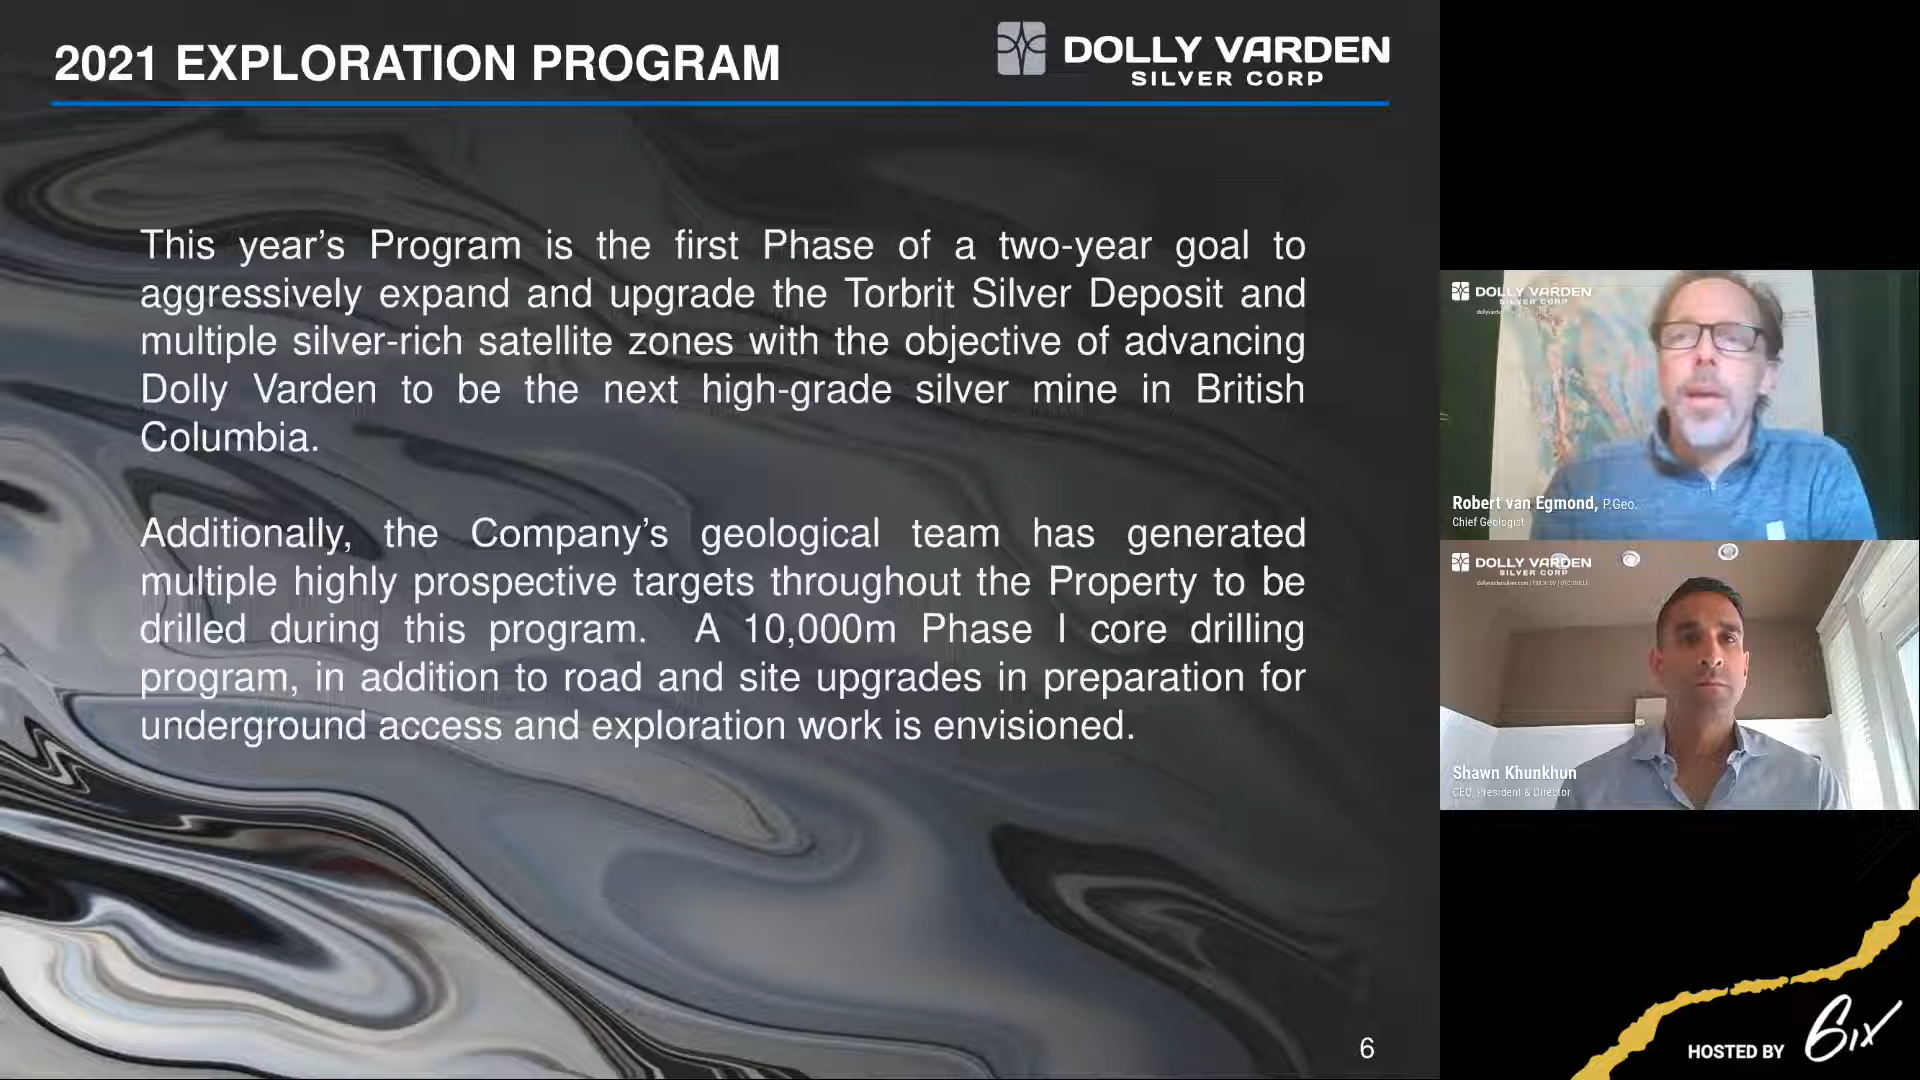 2021 EXPLORATION PROGRAM
DOLLY VARDEN
SILVER CORP
This year’s Program is the first Phase of a two-year goal to
aggressively expand and upgrade the Torbrit Silver Deposit and
multiple silver-rich satellite zones with the objective of advancing
Dolly Varden to be the next high-grade silver mine in British
Columbia.
Additionally, the Company’s geological team has generated
multiple highly prospective targets throughout the Property to be
drilled during this program. A 10,000m Phase I core drilling
program, in addition to road and site upgrades in preparation for
underground access and exploration work is envisioned.
6
DOLLY VARDEN
SILVER CORP
Robert van Egmond, P.Geo.
Chief Geologist
DOLLY VARDEN
SILVER CORP
Shawn Khunkhun
CEO, President & Director
HOSTED BY 6ix